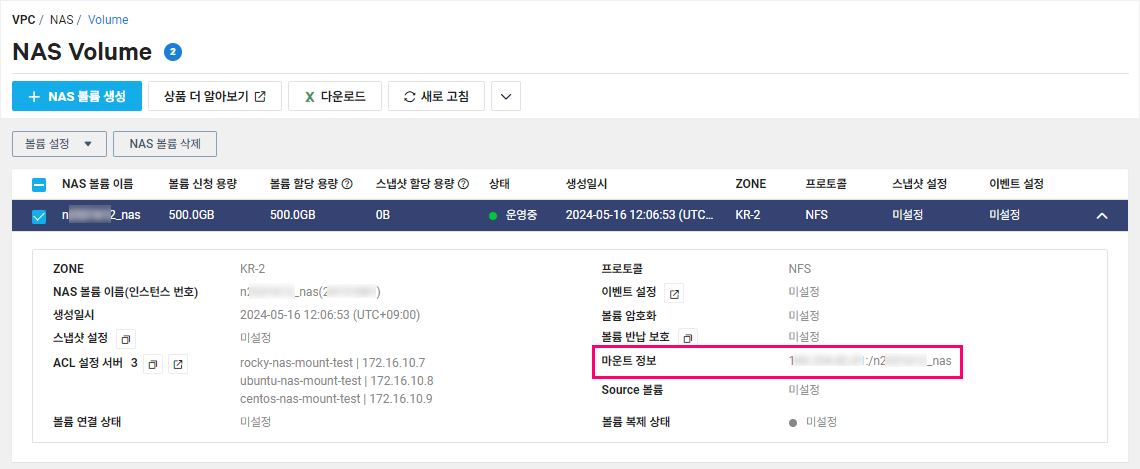 VPC / NAS / Volume
NAS Volume 2
+ NAS 볼륨 생성 상품 더 알아보기 X 다운로드 새로 고침
볼륨 설정 NAS 볼륨 삭제
NAS 볼륨 이름 볼륨 신청 용량 볼륨 할당 용량 ? 스냅샷 할당 용량 ? 상태 생성일시 ZONE 프로토콜 스냅샷 설정 이벤트 설정
n 2_nas 500.0GB 500.0GB 0B 운영중 2024-05-16 12:06:53 (UTC... KR-2 NFS 미설정 미설정
ZONE KR-2 프로토콜 NFS
NAS 볼륨 이름(인스턴스 번호) n2 _nas(2 ) 이벤트 설정 미설정
생성일시 2024-05-16 12:06:53 (UTC+09:00) 볼륨 암호화 미설정
스냅샷 설정 미설정 볼륨 반납 보호 미설정
ACL 설정 서버 3 rocky-nas-mount-test | 172.16.10.7 마운트 정보 1 :/n2 _nas
ubuntu-nas-mount-test | 172.16.10.8
centos-nas-mount-test | 172.16.10.9 Source 볼륨 미설정
볼륨 연결 상태 미설정 볼륨 복제 상태 미설정